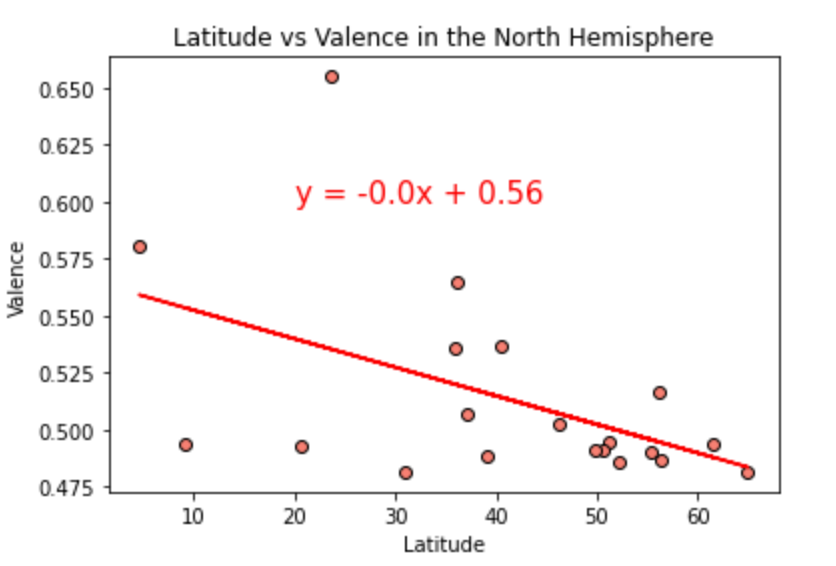 Latitude vs Valence in the North Hemisphere
0.650
0.625
y = -0.0x + 0.56
0.600
0.575
Valence
0.550
0.525
0.500
0.475
10 20 30 40 50 60
Latitude